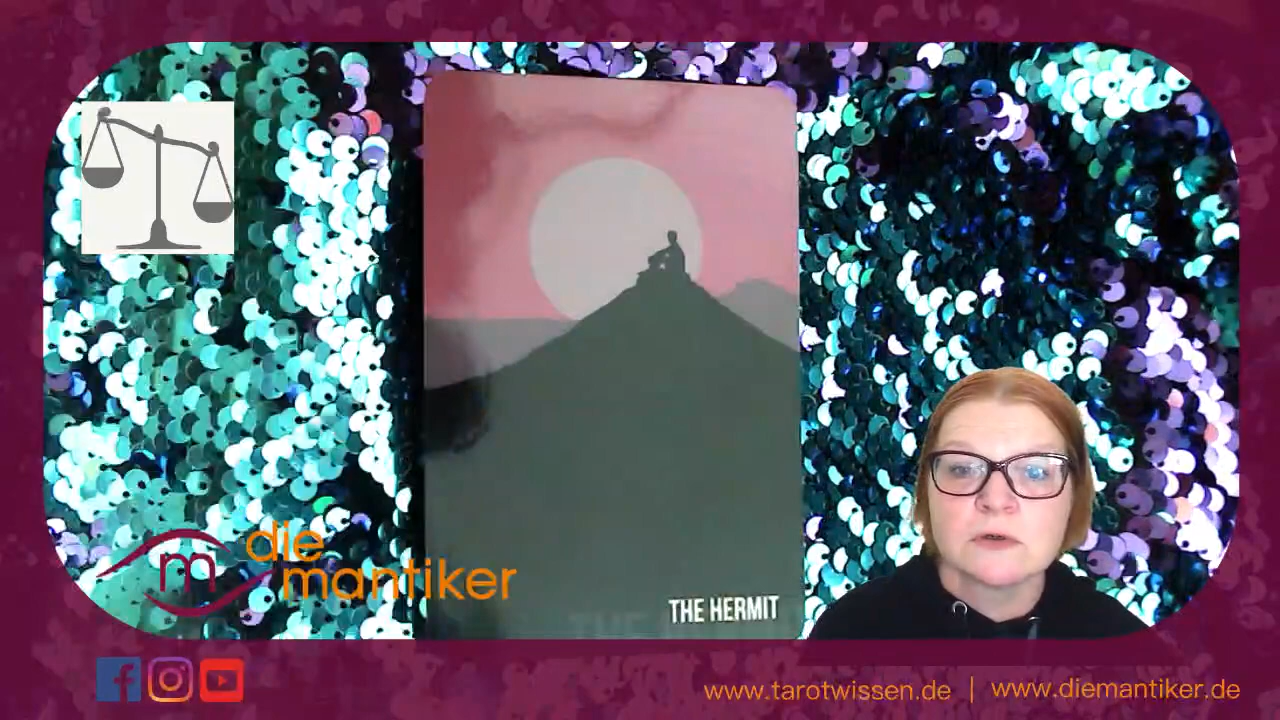 m
die
mantiker
THE HERMIT
www.tarotwissen.de | www.diemantiker.de